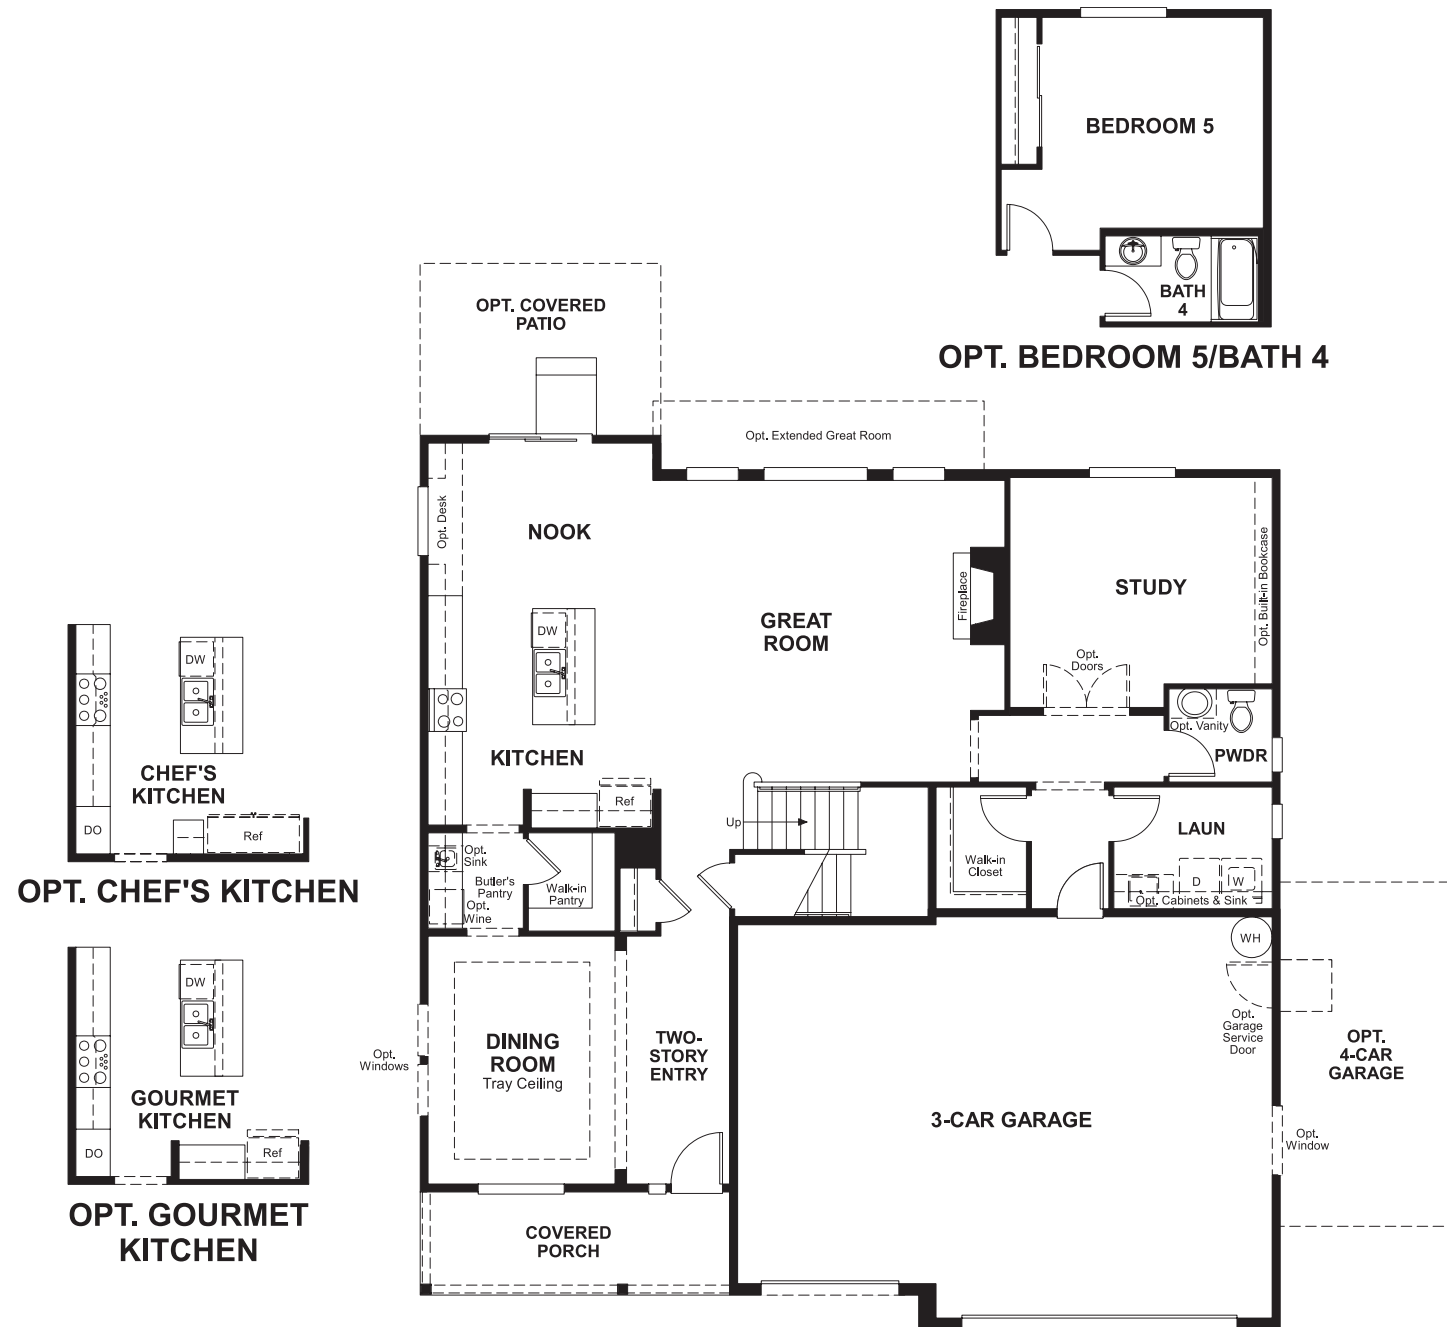 BEDROOM 5
BATH
4
OPT. BEDROOM 5/BATH 4
OPT. COVERED
PATIO
Opt. Extended Great Room
Opt. Desk
NOOK
DW
GREAT
ROOM
Fireplace
STUDY
Opt. Built-in Bookcase
Opt.
Doors
Opt. Vanity
PWDR
KITCHEN
Ref
Up
Walk-in
Closet
LAUN
D
W
Opt. Cabinets & Sink
Opt.
Sink
Butler's
Pantry
Opt.
Wine
Walk-in
Pantry
DW
CHEF'S
KITCHEN
DO
Ref
OPT. CHEF'S KITCHEN
DW
GOURMET
KITCHEN
DO
Ref
OPT. GOURMET
KITCHEN
Opt.
Windows
DINING
ROOM
Tray Ceiling
TWO-
STORY
ENTRY
WH
Opt.
Garage
Service
Door
OPT.
4-CAR
GARAGE
3-CAR GARAGE
Opt.
Window
COVERED
PORCH